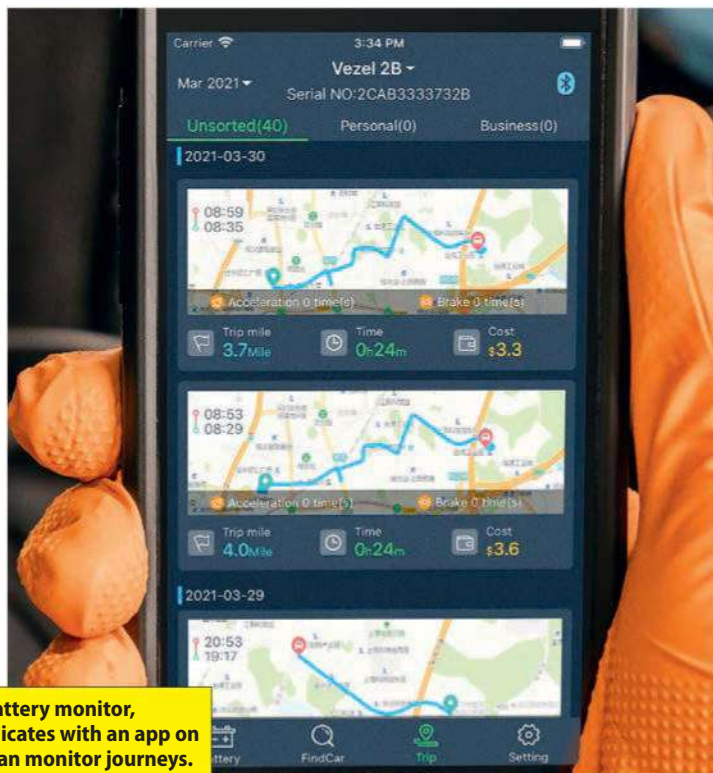 Carrier
3:34 PM
Mar 2021
Vezel 2B
Serial NO:2CAB3333732B
Unsorted(40)
Personal(0)
Business(0)
2021-03-30
08:59
08:35
Acceleration 0 time(s)
Brake 0 time(s)
Trip mile
3.7Mile
Time
0h24m
Cost
$3.3
08:53
08:29
Acceleration 0 time(s)
Brake 0 time(s)
Trip mile
4.0Mile
Time
0h24m
Cost
$3.6
2021-03-29
20:53
19:17
FindCar
Trip
Setting
attery monitor,
icates with an app on
an monitor journeys.